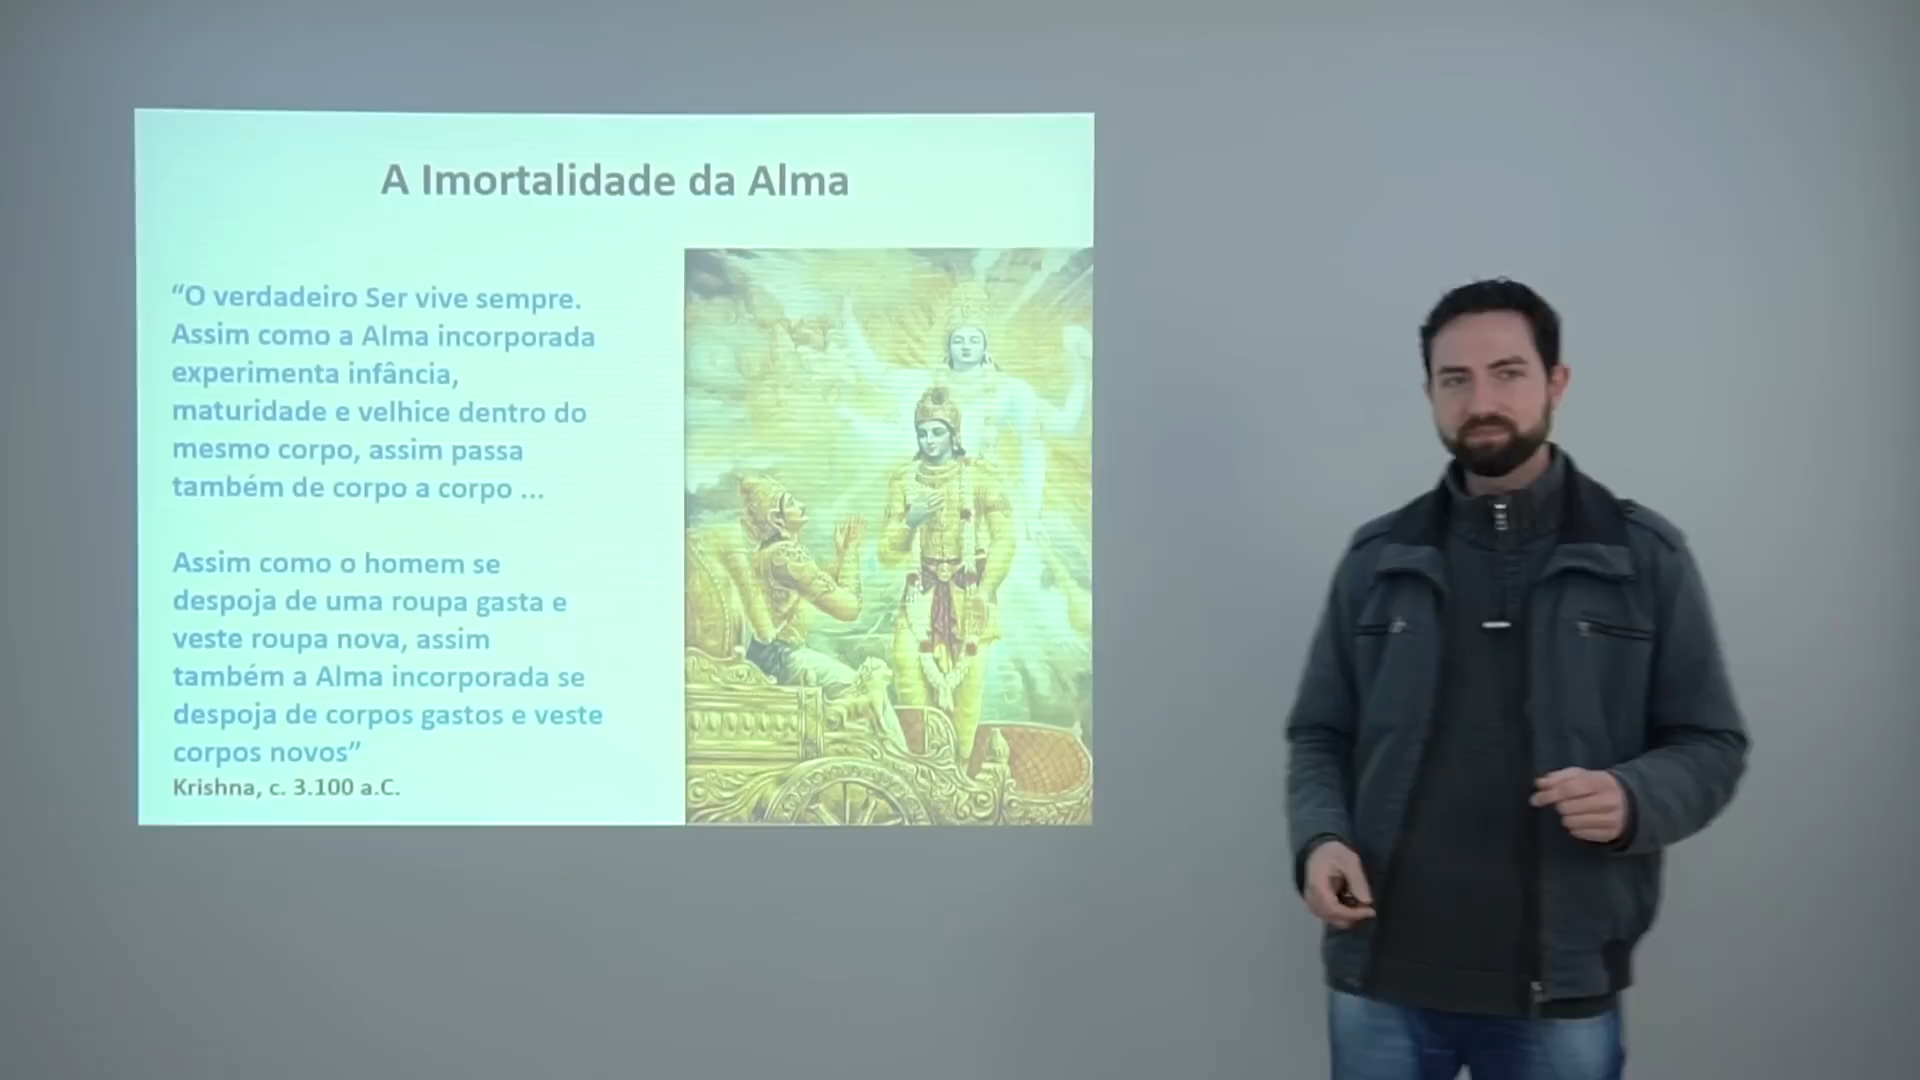 A Imortalidade da Alma
“O verdadeiro Ser vive sempre.
Assim como a Alma incorporada
experimenta infância,
maturidade e velhice dentro do
mesmo corpo, assim passa
também de corpo a corpo ...
Assim como o homem se
despoja de uma roupa gasta e
veste roupa nova, assim
também a Alma incorporada se
despoja de corpos gastos e veste
corpos novos”
Krishna, c. 3.100 a.C.